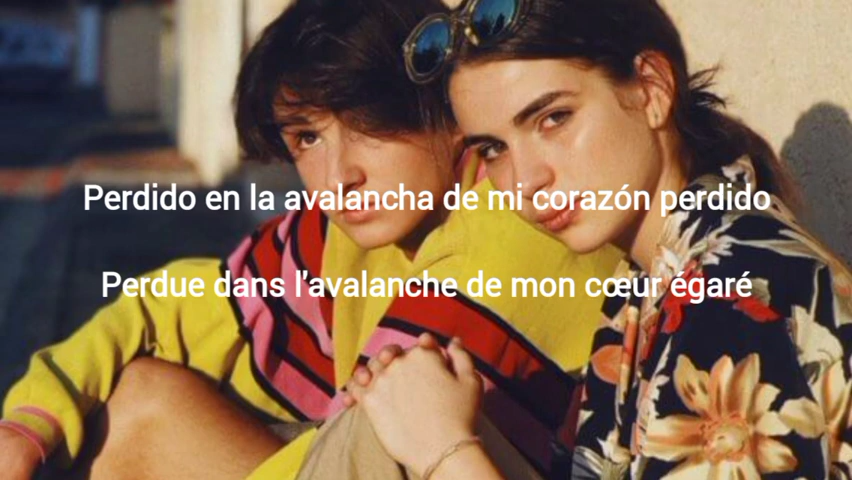 Perdido en la avalancha de mi corazón perdido
Perdue dans l'avalanche de mon cœur égaré